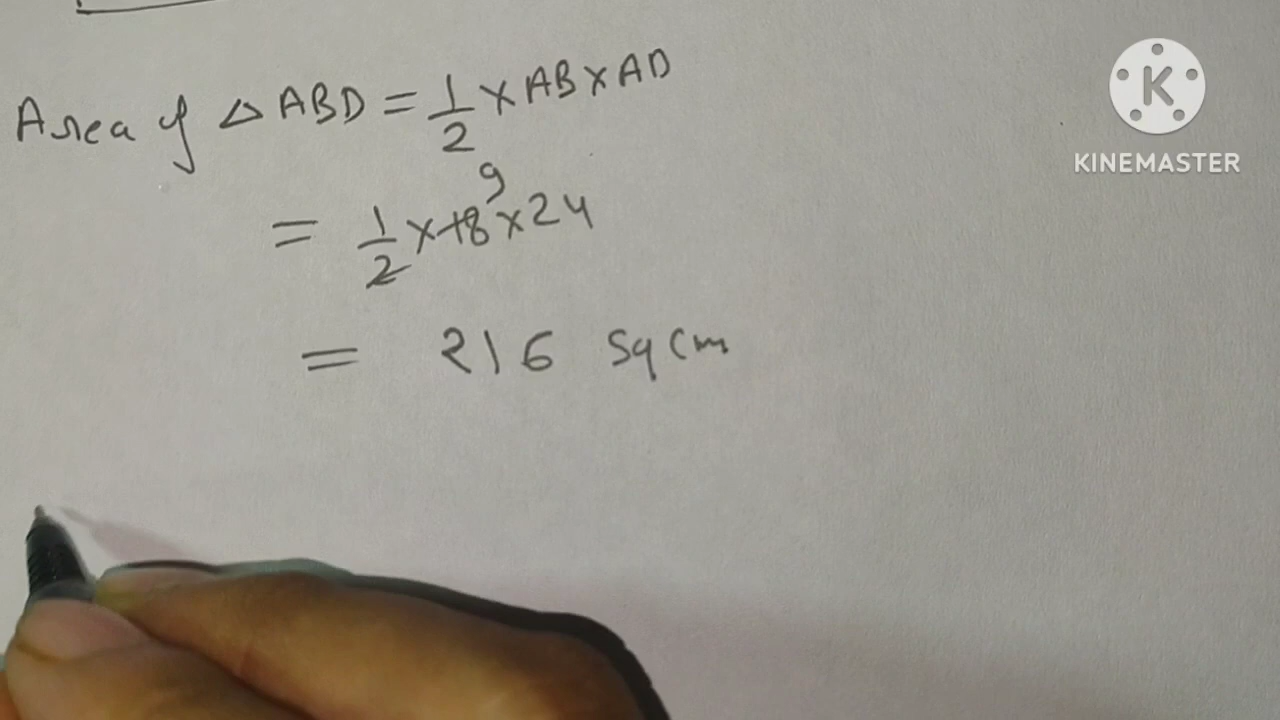 Area of △ ABD = 1/2 × AB × AD
K
KINEMASTER
9
= 1/2 × 18 × 24
= 216 Sq Cm